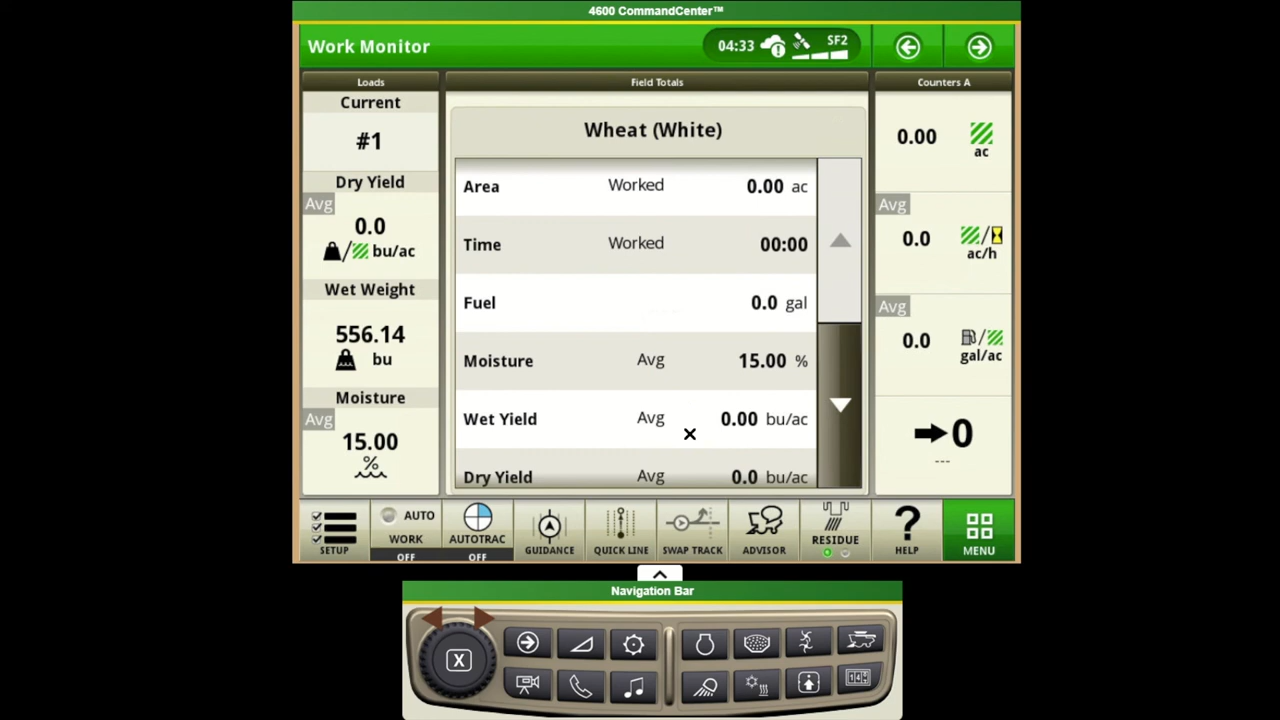 4600 CommandCenter™
Work Monitor
04:33
SF2
Loads
Field Totals
Counters A
Current
#1
Dry Yield
Avg
0.0
bu/ac
Wet Weight
556.14
bu
Moisture
Avg
15.00
%
Wheat (White)
Area Worked 0.00 ac
Time Worked 00:00
Fuel 0.0 gal
Moisture Avg 15.00 %
Wet Yield Avg 0.00 bu/ac
Dry Yield Avg 0.0 bu/ac
0.00
ac
Avg
0.0
ac/h
Avg
0.0
gal/ac
0
---
SETUP
AUTO
WORK
OFF
AUTOTRAC
OFF
GUIDANCE
QUICK LINE
SWAP TRACK
ADVISOR
RESIDUE
? HELP
MENU
Navigation Bar
X